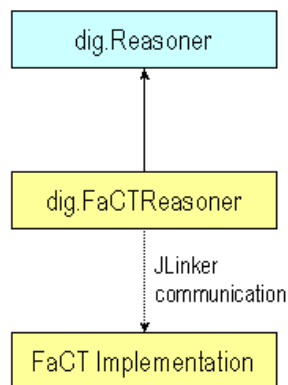 dig.Reasoner
dig.FaCTReasoner
JLinker
communication
FaCT Implementation